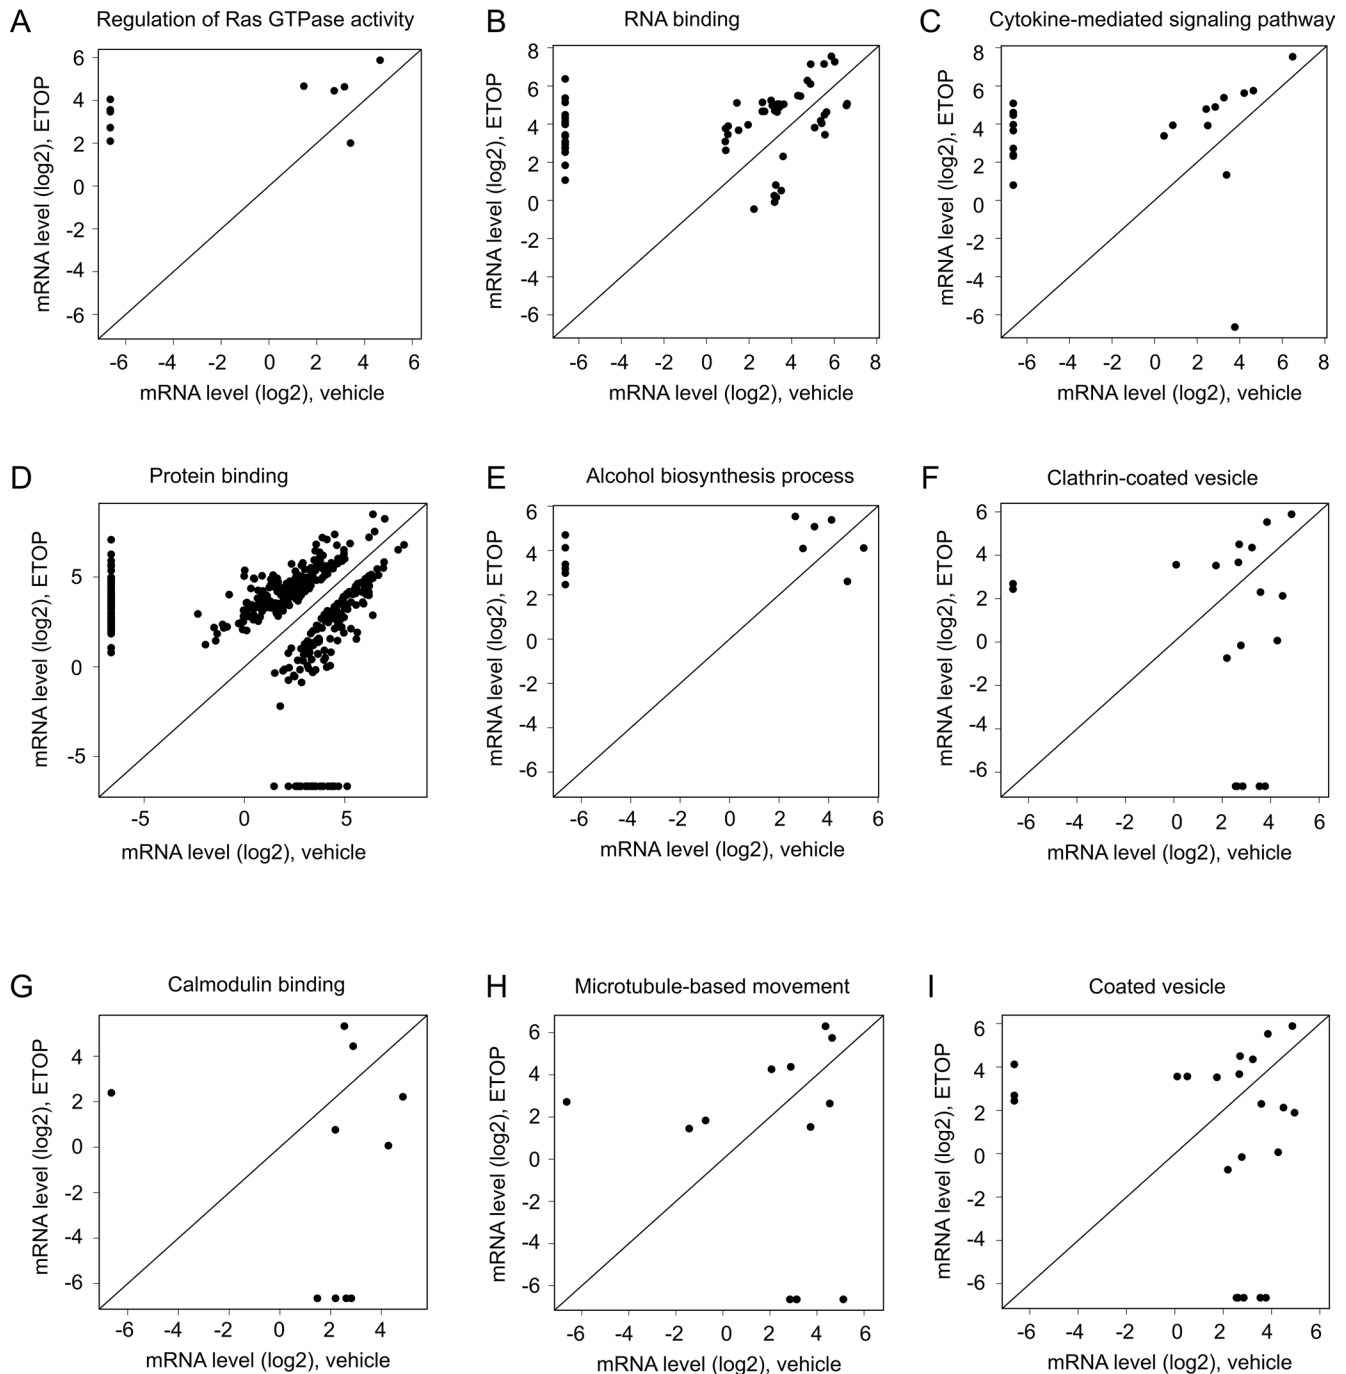 A Regulation of Ras GTPase activity
mRNA level (log2), ETOP
6
4
2
0
-2
-4
-6
-6 -4 -2 0 2 4 6
mRNA level (log2), vehicle
B RNA binding
mRNA level (log2), ETOP
8
6
4
2
0
-2
-4
-6
-6 -4 -2 0 2 4 6 8
mRNA level (log2), vehicle
C Cytokine-mediated signaling pathway
mRNA level (log2), ETOP
8
6
4
2
0
-2
-4
-6
-6 -4 -2 0 2 4 6 8
mRNA level (log2), vehicle
D Protein binding
mRNA level (log2), ETOP
5
0
-5
-5 0 5
mRNA level (log2), vehicle
E Alcohol biosynthesis process
mRNA level (log2), ETOP
6
4
2
0
-2
-4
-6
-6 -4 -2 0 2 4 6
mRNA level (log2), vehicle
F Clathrin-coated vesicle
mRNA level (log2), ETOP
6
4
2
0
-2
-4
-6
-6 -4 -2 0 2 4 6
mRNA level (log2), vehicle
G Calmodulin binding
mRNA level (log2), ETOP
4
2
0
-2
-4
-6
-6 -4 -2 0 2 4
mRNA level (log2), vehicle
H Microtubule-based movement
mRNA level (log2), ETOP
6
4
2
0
-2
-4
-6
-6 -4 -2 0 2 4 6
mRNA level (log2), vehicle
I Coated vesicle
mRNA level (log2), ETOP
6
4
2
0
-2
-4
-6
-6 -4 -2 0 2 4 6
mRNA level (log2), vehicle